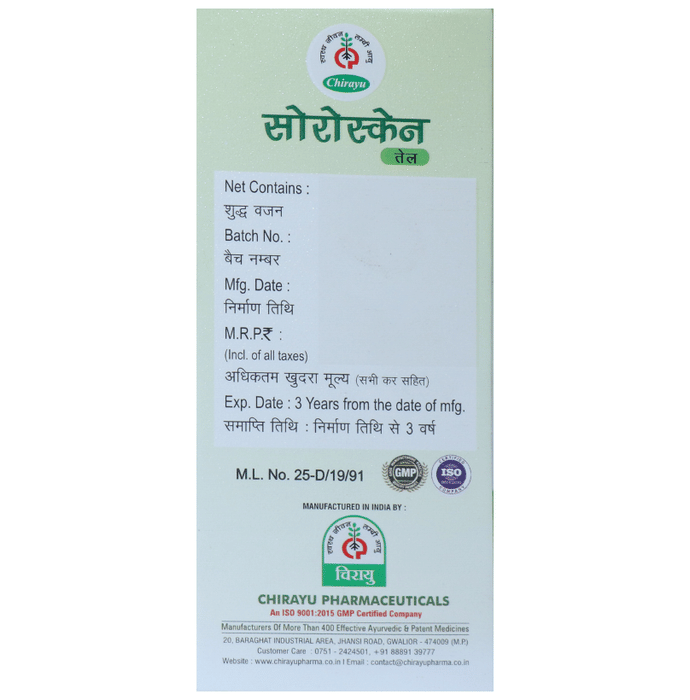 स्वस्थ जीवन लम्बी आयु
Chirayu
सोरोस्केन
तेल
Net Contains :
शुद्ध वजन
Batch No. :
बैच नम्बर
Mfg. Date :
निर्माण तिथि
M.R.P.₹ :
(Incl. of all taxes)
अधिकतम खुदरा मूल्य (सभी कर सहित)
Exp. Date : 3 Years from the date of mfg.
समाप्ति तिथि : निर्माण तिथि से 3 वर्ष
M.L. No. 25-D/19/91
GMP
CERTIFIED
ISO
COMPANY
MANUFACTURED IN INDIA BY :
स्वस्थ जीवन लम्बी आयु
चिरायु
CHIRAYU PHARMACEUTICALS
An ISO 9001:2015 GMP Certified Company
Manufacturers Of More Than 400 Effective Ayurvedic & Patent Medicines
20, BARAGHAT INDUSTRIAL AREA, JHANSI ROAD, GWALIOR - 474009 (M.P.)
Customer Care : 0751 - 2424501, + 91 88891 39777
Website : www.chirayupharma.co.in I Email : contact@chirayupharma.co.in